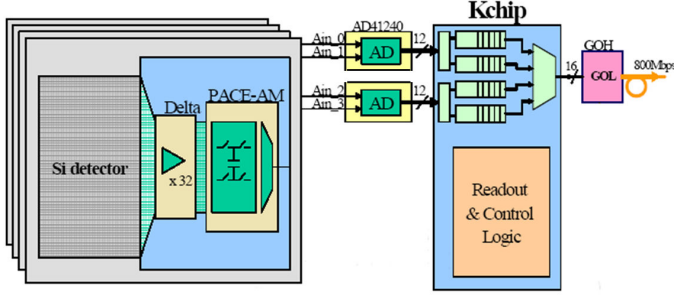 Kchip
AD41240
Ain_0
Ain_1
AD
12
GOH
GOL
16
800Mbps
Ain_2
Ain_3
AD
12
Delta
PACE-AM
Si detector
x 32
Readout
& Control
Logic